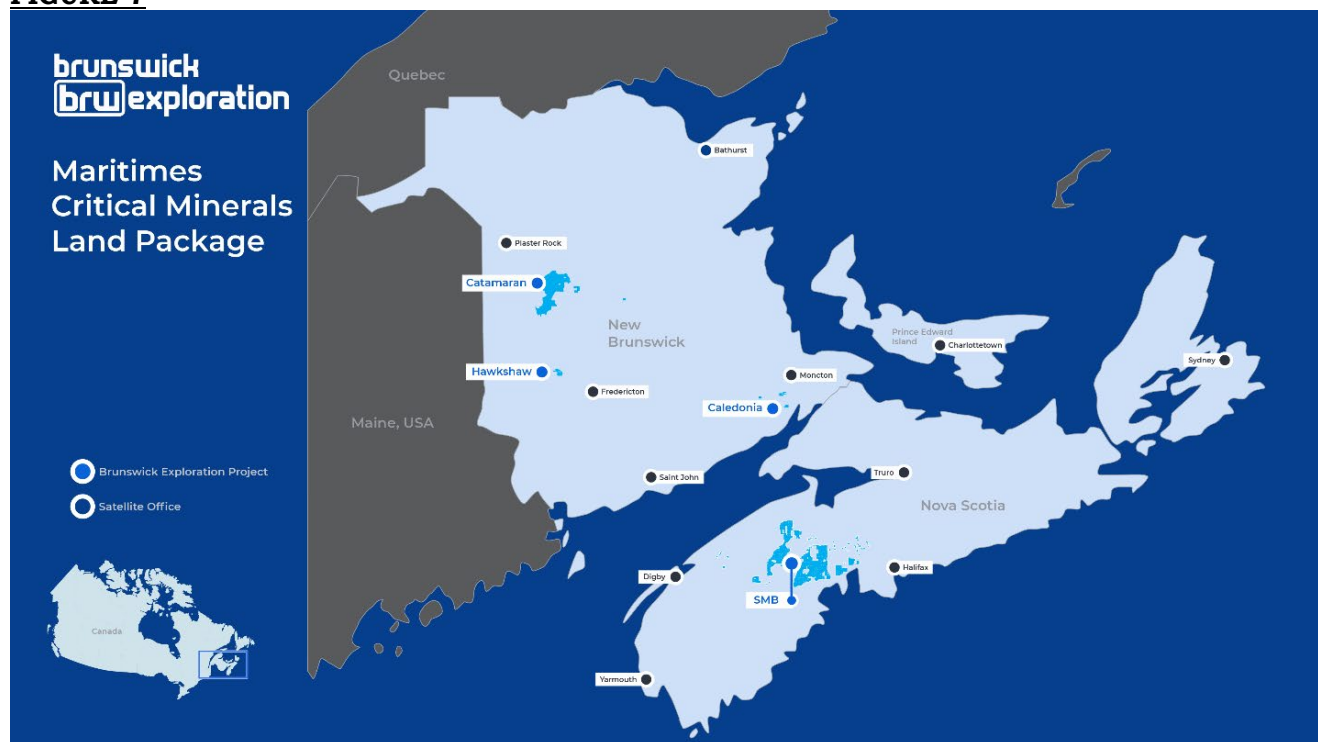 FIGURE 7
brunswick
brw exploration
Maritimes
Critical Minerals
Land Package
Quebec
Bathurst
Plaster Rock
Catamaran
New
Brunswick
Prince Edward
Island
Charlottetown
Sydney
Hawkshaw
Moncton
Fredericton
Caledonia
Maine, USA
Brunswick Exploration Project
Saint John
Truro
Satellite Office
Nova Scotia
Halifax
Digby
SMB
Canada
Yarmouth